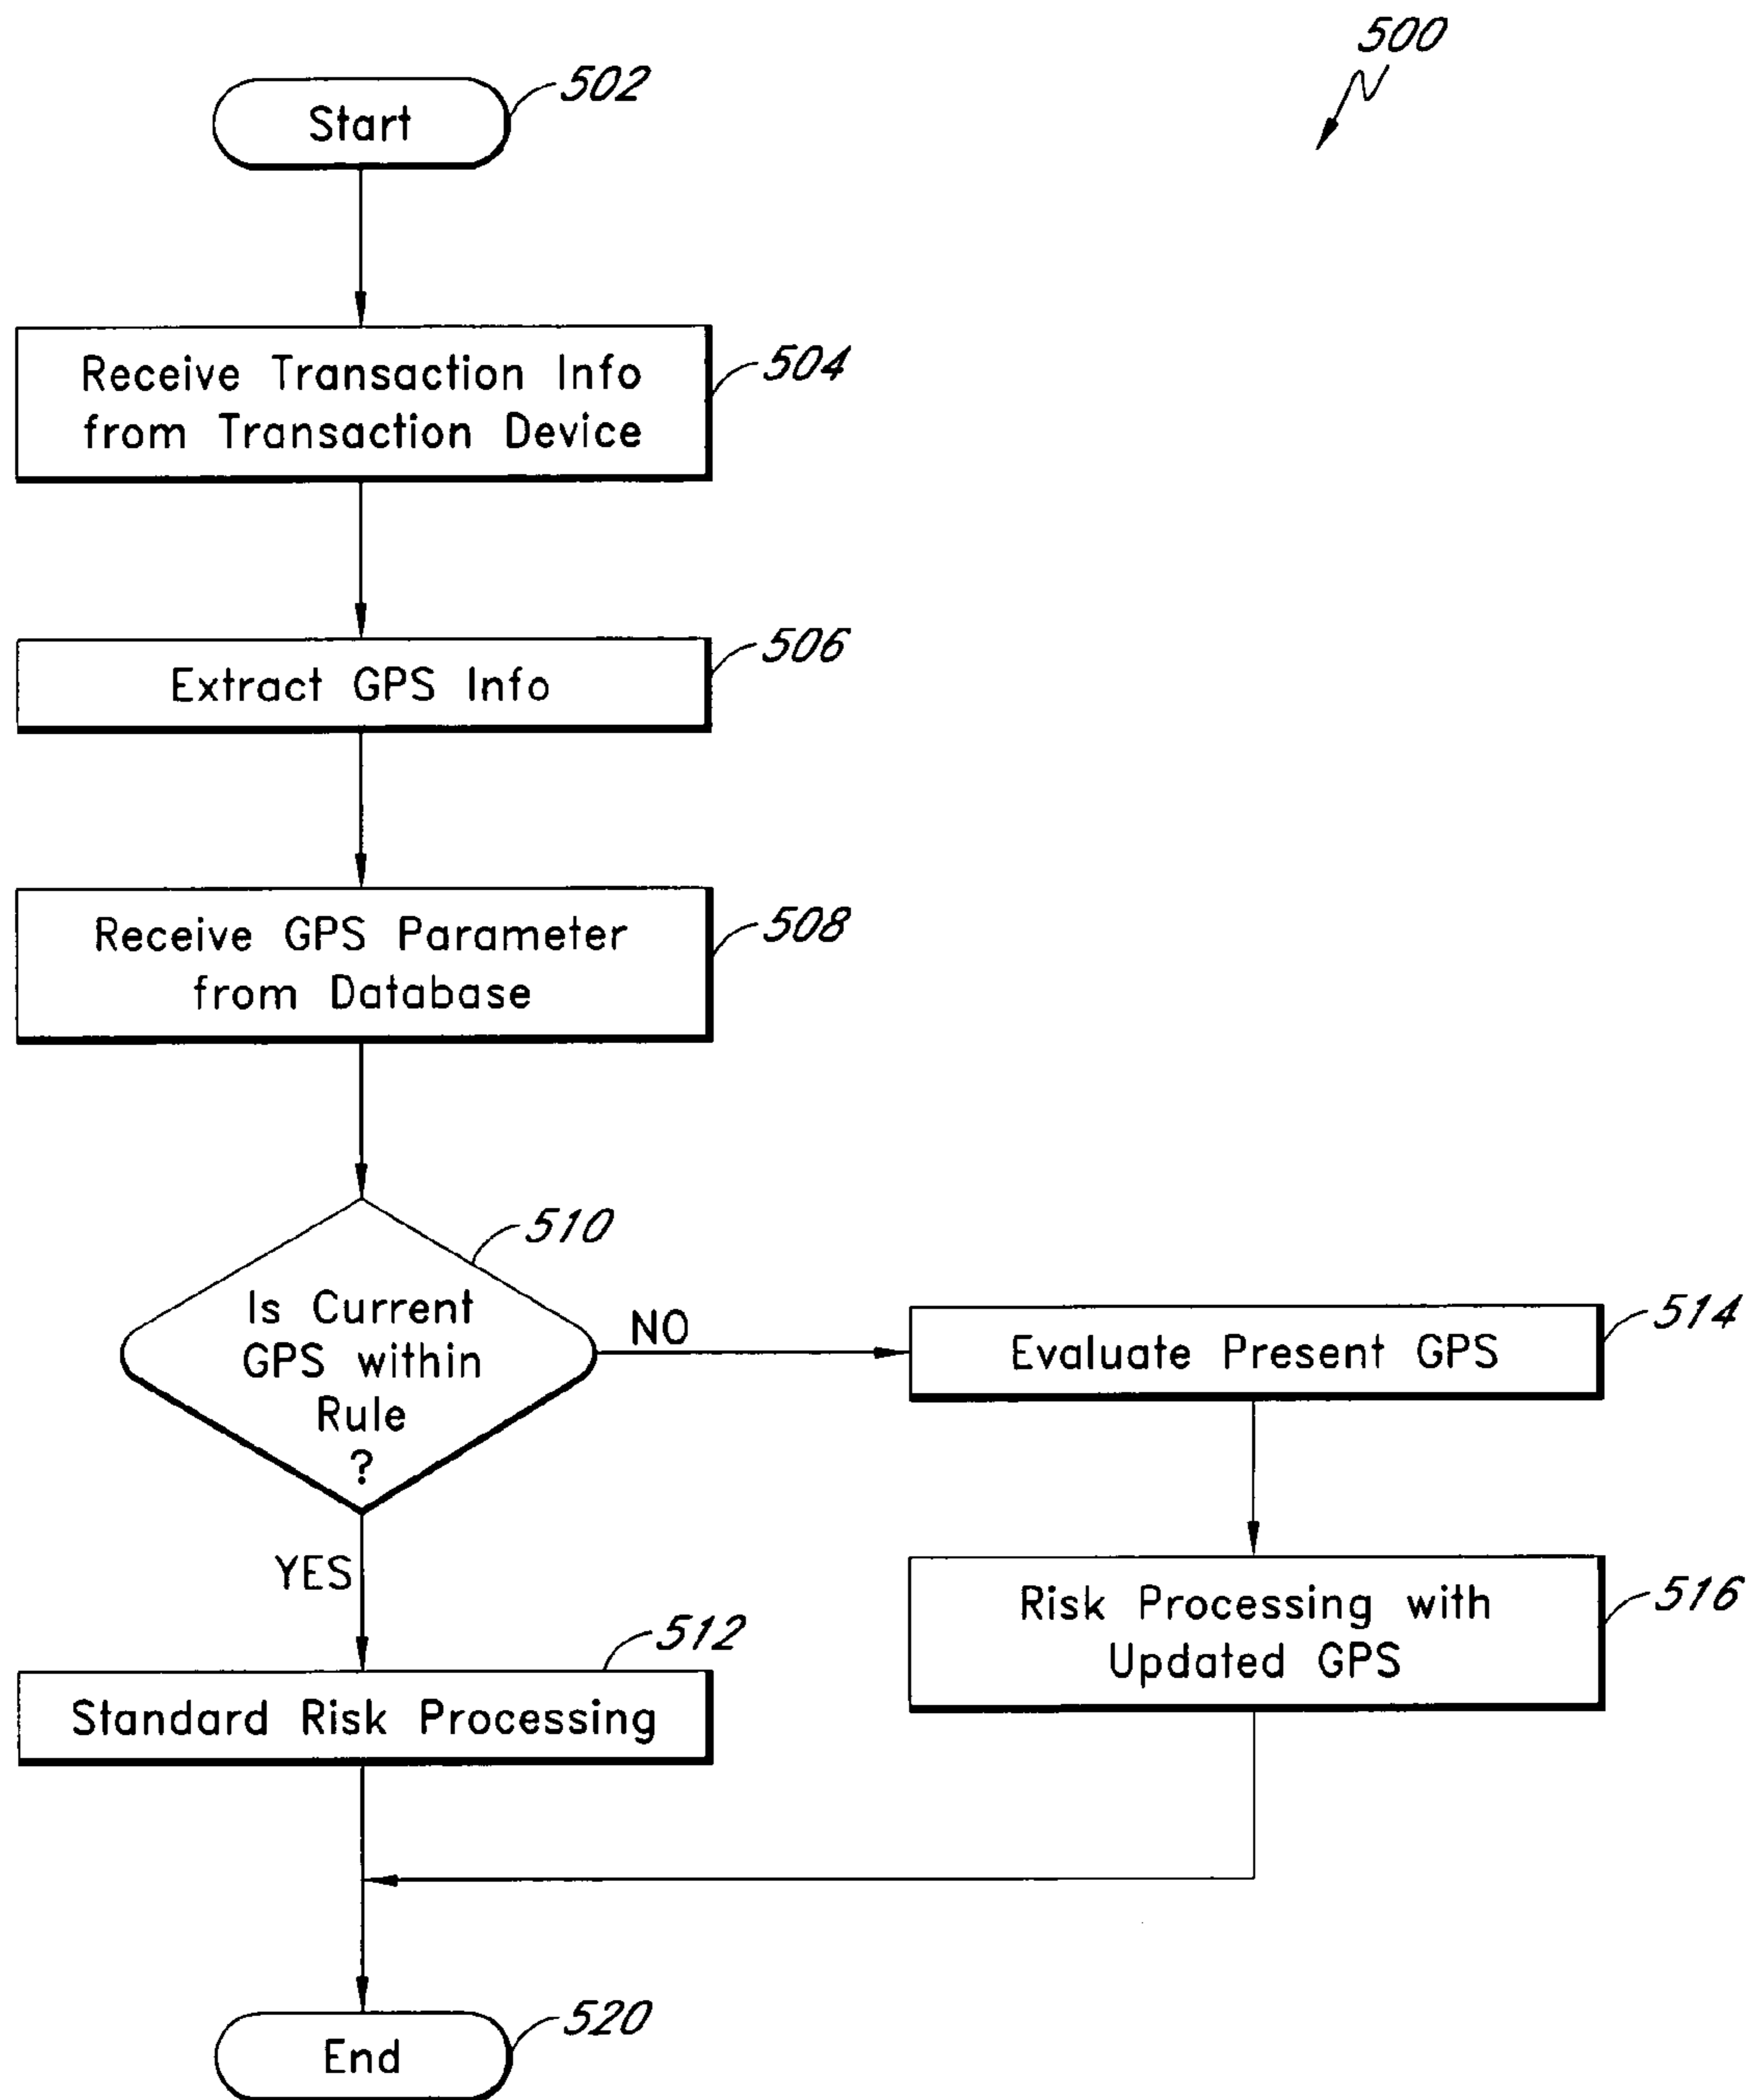 500
502
Start
504
Receive Transaction Info
from Transaction Device
506
Extract GPS Info
508
Receive GPS Parameter
from Database
510
Is Current
GPS within
Rule
?
NO
514
Evaluate Present GPS
YES
516
Risk Processing with
Updated GPS
512
Standard Risk Processing
520
End